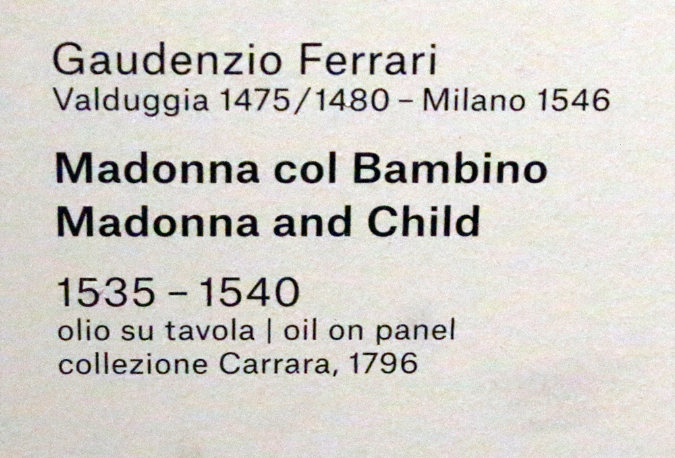 Gaudenzio Ferrari
Valduggia 1475/1480 – Milano 1546
Madonna col Bambino
Madonna and Child
1535 – 1540
olio su tavola | oil on panel
collezione Carrara, 1796